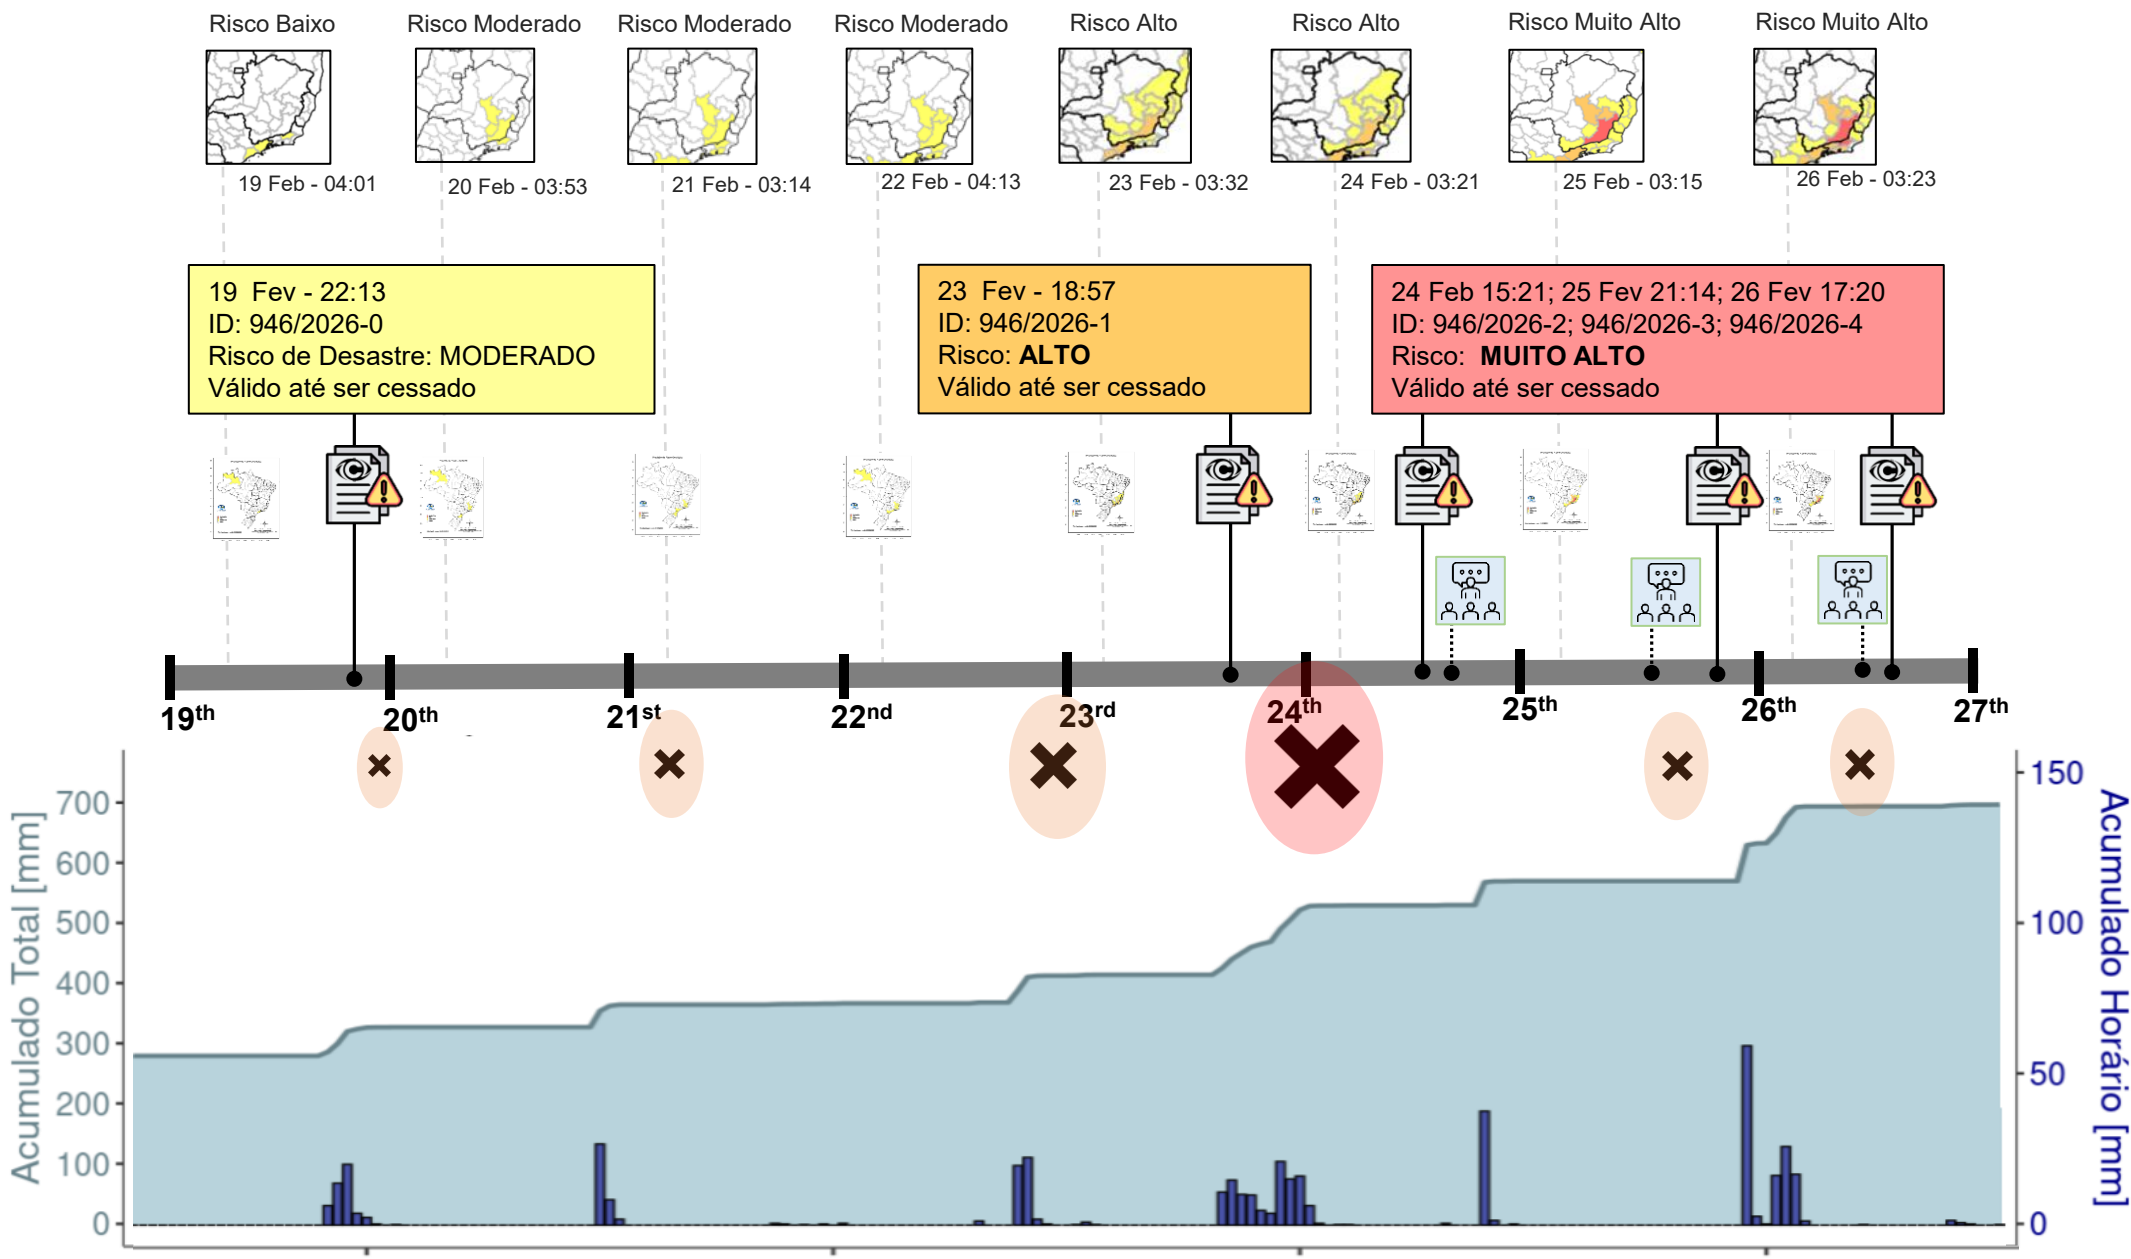 Risco Baixo
Risco Moderado
Risco Moderado
Risco Moderado
Risco Alto
Risco Alto
Risco Muito Alto
Risco Muito Alto
19 Feb - 04:01
20 Feb - 03:53
21 Feb - 03:14
22 Feb - 04:13
23 Feb - 03:32
24 Feb - 03:21
25 Feb - 03:15
26 Feb - 03:23
19 Fev - 22:13
ID: 946/2026-0
Risco de Desastre: MODERADO
Válido até ser cessado
23 Fev - 18:57
ID: 946/2026-1
Risco: ALTO
Válido até ser cessado
24 Feb 15:21; 25 Fev 21:14; 26 Fev 17:20
ID: 946/2026-2; 946/2026-3; 946/2026-4
Risco: MUITO ALTO
Válido até ser cessado
19th
20th
21st
22nd
23rd
24th
25th
26th
27th
Acumulado Total [mm]
700
600
500
400
300
200
100
0
150
100
50
0
Acumulado Horário [mm]